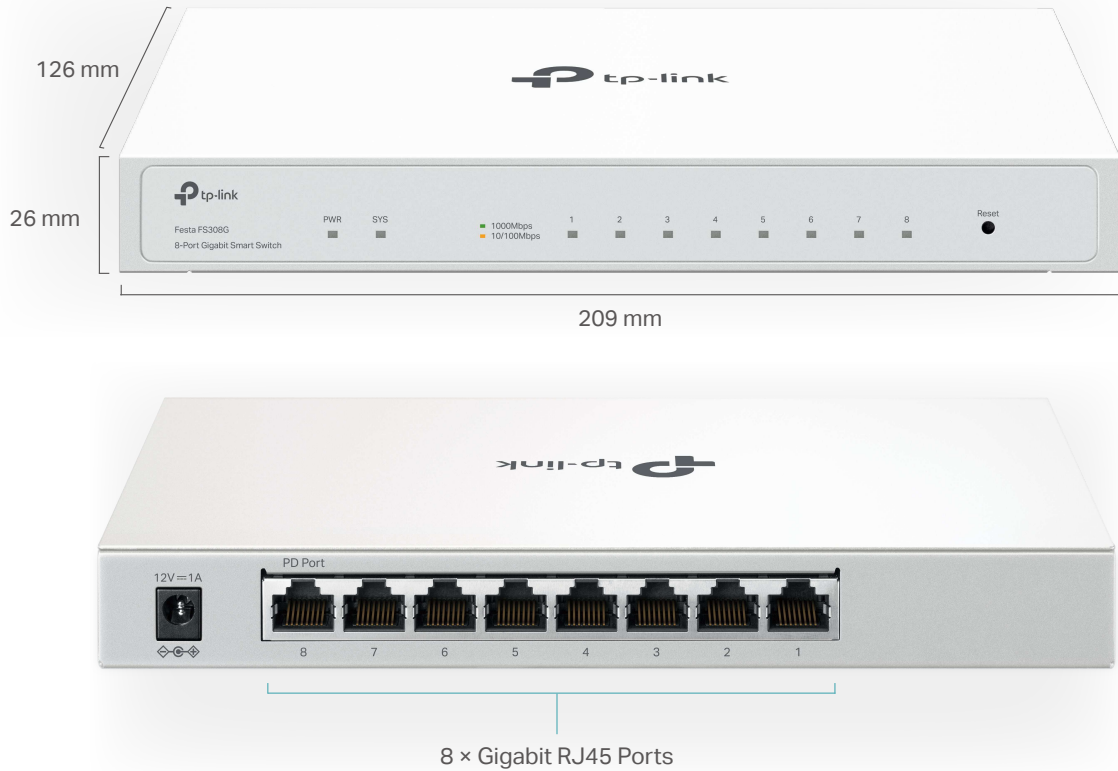 126 mm
tp-link
26 mm
tp-link
Festa FS308G
8-Port Gigabit Smart Switch
PWR SYS
1000Mbps
10/100Mbps
1 2 3 4 5 6 7 8
Reset
209 mm
tp-link
PD Port
12V⎓1A
8 7 6 5 4 3 2 1
8 × Gigabit RJ45 Ports